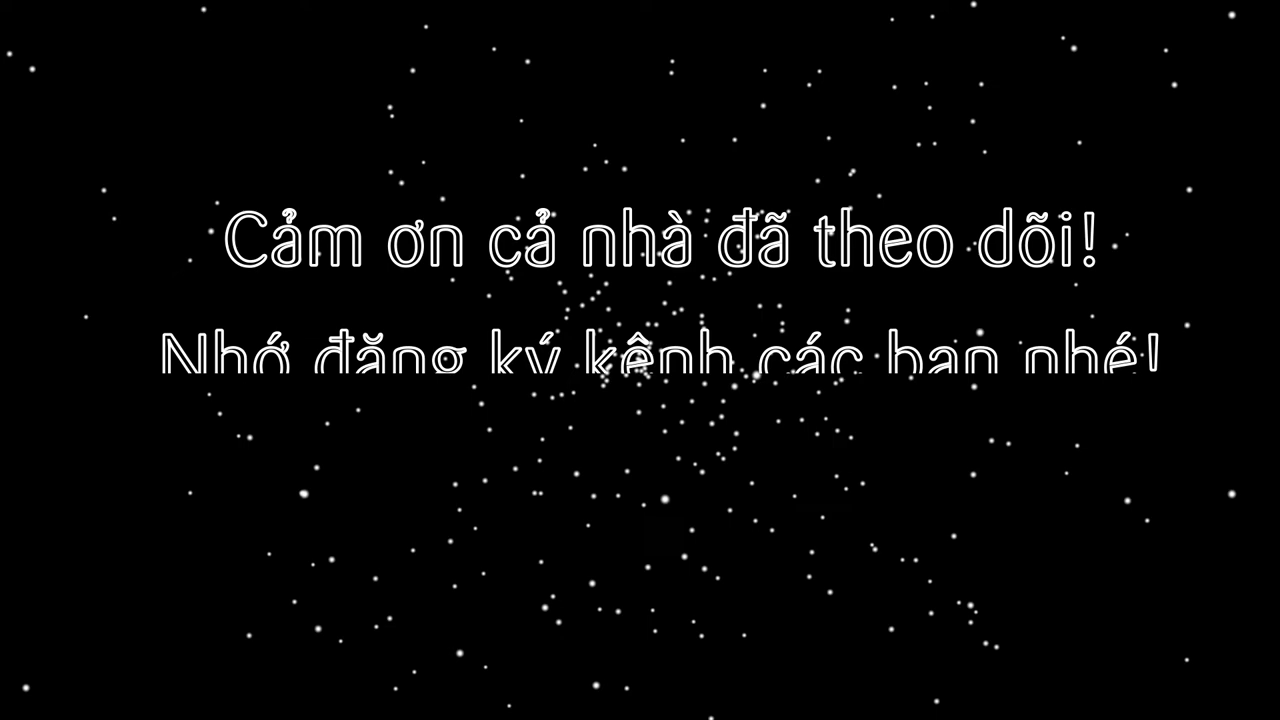 Cảm ơn cả nhà đã theo dõi!
Nhớ đăng ký kênh các bạn nhé!